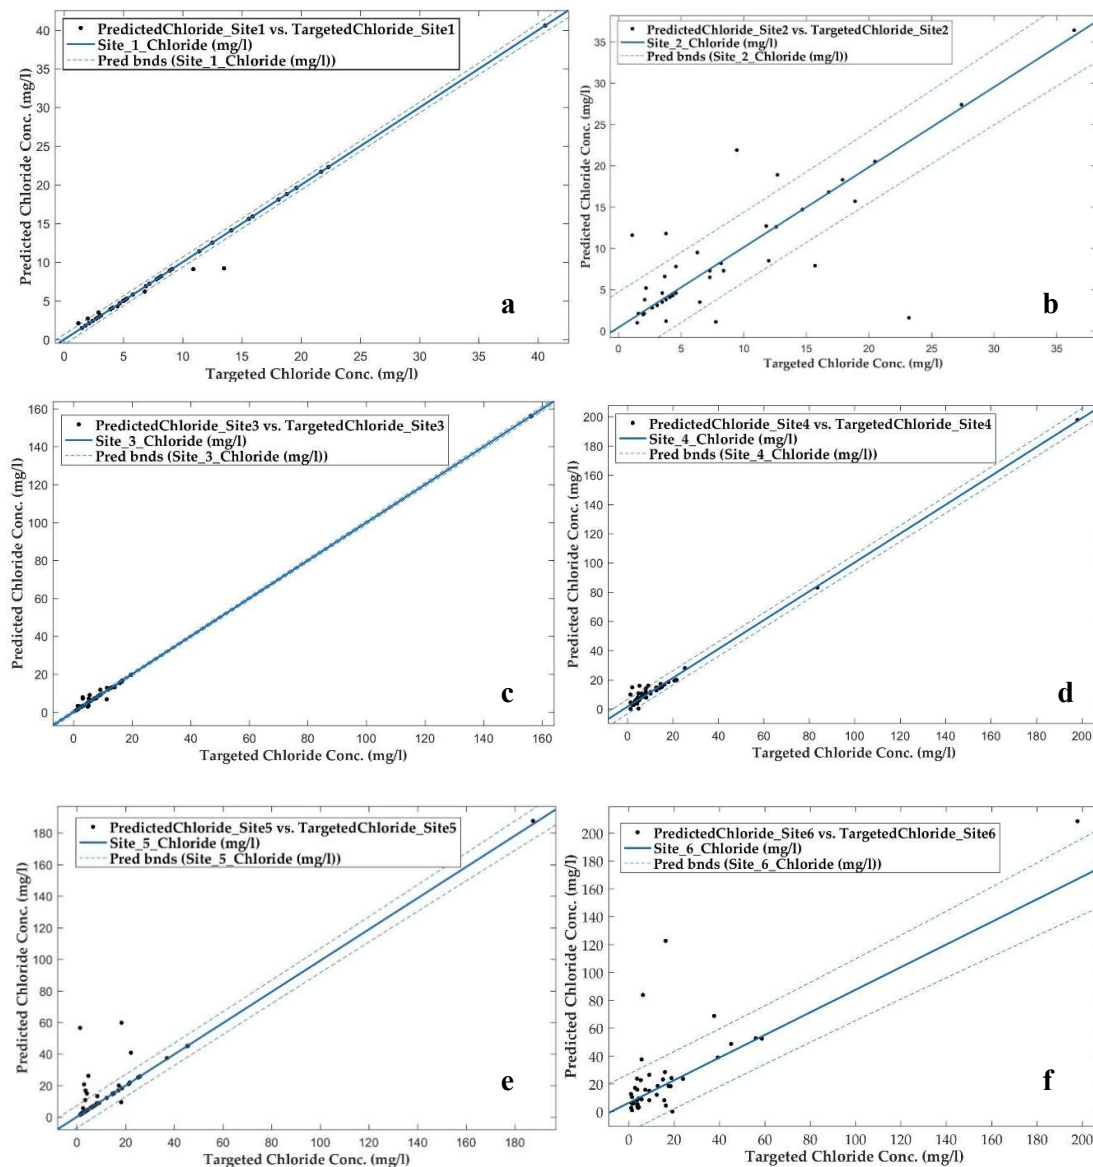 PredictedChloride_Site1 vs. TargetedChloride_Site1
Site_1_Chloride (mg/l)
Pred bnds (Site_1_Chloride (mg/l))
Predicted Chloride Conc. (mg/l)
40
35
30
25
20
15
10
5
0
0 5 10 15 20 25 30 35 40
Targeted Chloride Conc. (mg/l)
a
PredictedChloride_Site2 vs. TargetedChloride_Site2
Site_2_Chloride (mg/l)
Pred bnds (Site_2_Chloride (mg/l))
Predicted Chloride Conc. (mg/l)
35
30
25
20
15
10
5
0
0 5 10 15 20 25 30 35
Targeted Chloride Conc. (mg/l)
b
PredictedChloride_Site3 vs. TargetedChloride_Site3
Site_3_Chloride (mg/l)
Pred bnds (Site_3_Chloride (mg/l))
Predicted Chloride Conc. (mg/l)
160
140
120
100
80
60
40
20
0
0 20 40 60 80 100 120 140 160
Targeted Chloride Conc. (mg/l)
c
PredictedChloride_Site4 vs. TargetedChloride_Site4
Site_4_Chloride (mg/l)
Pred bnds (Site_4_Chloride (mg/l))
Predicted Chloride Conc. (mg/l)
200
180
160
140
120
100
80
60
40
20
0
0 20 40 60 80 100 120 140 160 180 200
Targeted Chloride Conc. (mg/l)
d
PredictedChloride_Site5 vs. TargetedChloride_Site5
Site_5_Chloride (mg/l)
Pred bnds (Site_5_Chloride (mg/l))
Predicted Chloride Conc. (mg/l)
180
160
140
120
100
80
60
40
20
0
0 20 40 60 80 100 120 140 160 180
Targeted Chloride Conc. (mg/l)
e
PredictedChloride_Site6 vs. TargetedChloride_Site6
Site_6_Chloride (mg/l)
Pred bnds (Site_6_Chloride (mg/l))
Predicted Chloride Conc. (mg/l)
200
180
160
140
120
100
80
60
40
20
0
0 20 40 60 80 100 120 140 160 180 200
Targeted Chloride Conc. (mg/l)
f